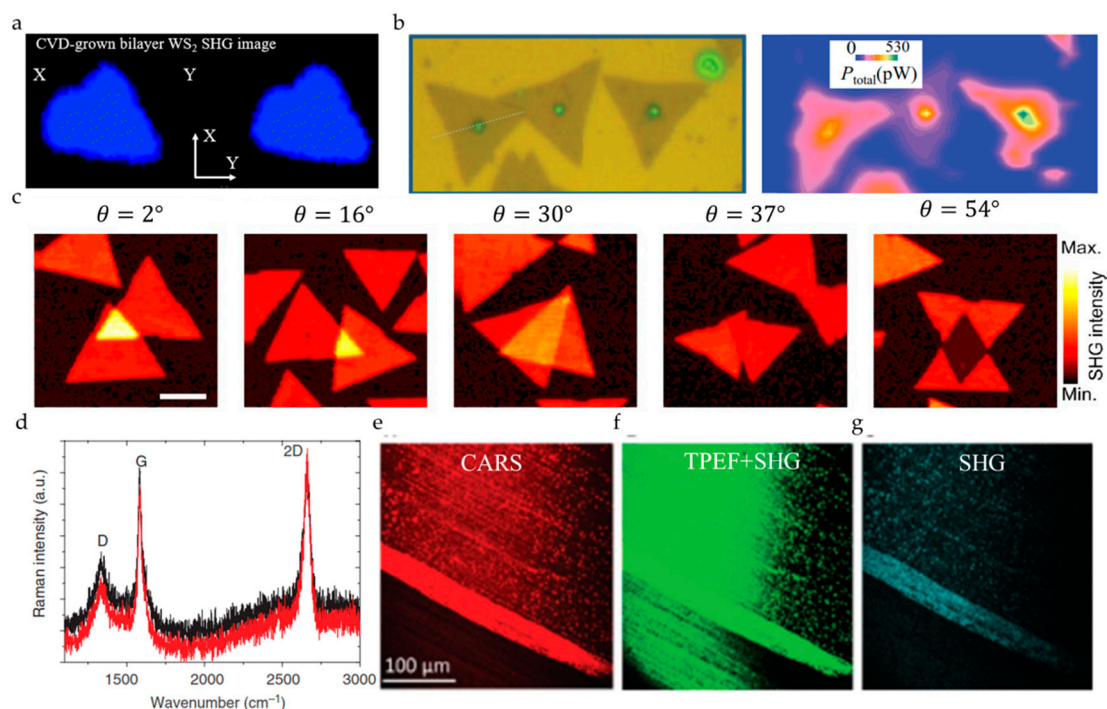 a
CVD-grown bilayer WS₂ SHG image
X
Y
X
Y
b
0 530
P_total(pW)
c
θ = 2°
θ = 16°
θ = 30°
θ = 37°
θ = 54°
Max.
SHG intensity
Min.
d
Raman intensity (a.u.)
D
G
2D
1500 2000 2500 3000
Wavenumber (cm⁻¹)
e
CARS
100 μm
f
TPEF+SHG
g
SHG